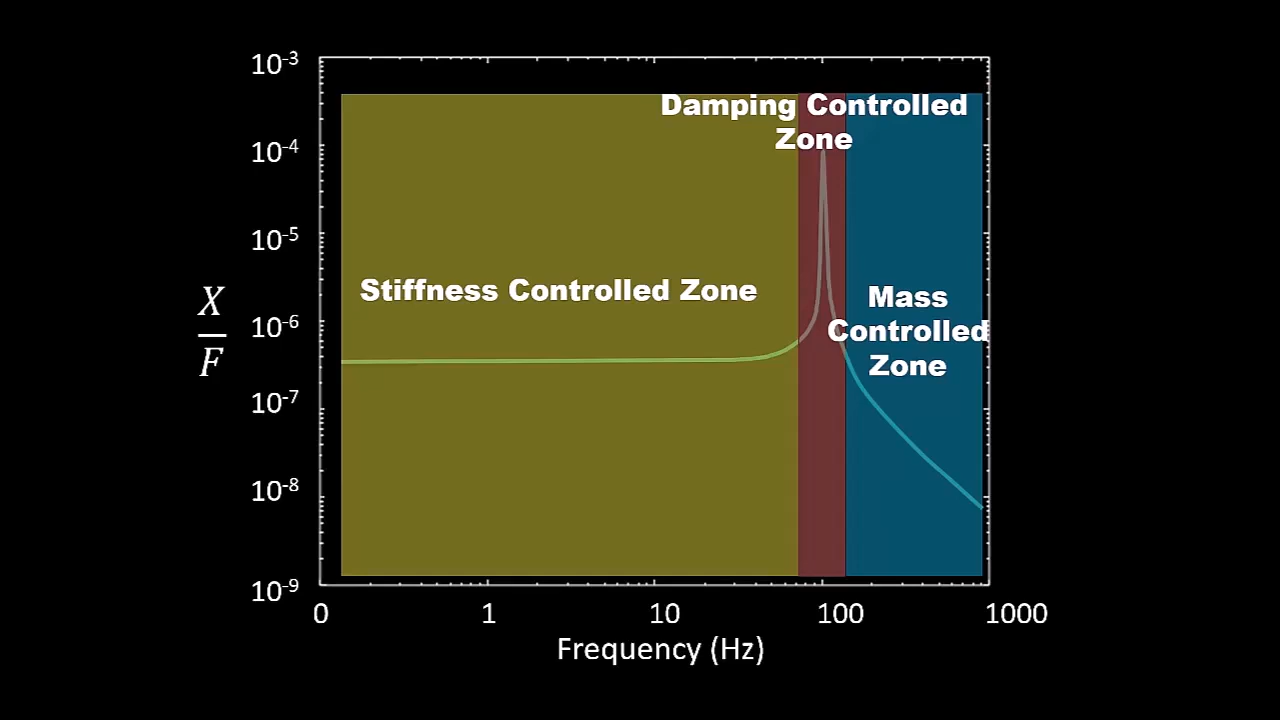 10⁻³
Damping Controlled
Zone
10⁻⁴
10⁻⁵
Stiffness Controlled Zone
Mass
Controlled
Zone
X
F
10⁻⁶
10⁻⁷
10⁻⁸
10⁻⁹
0 1 10 100 1000
Frequency (Hz)